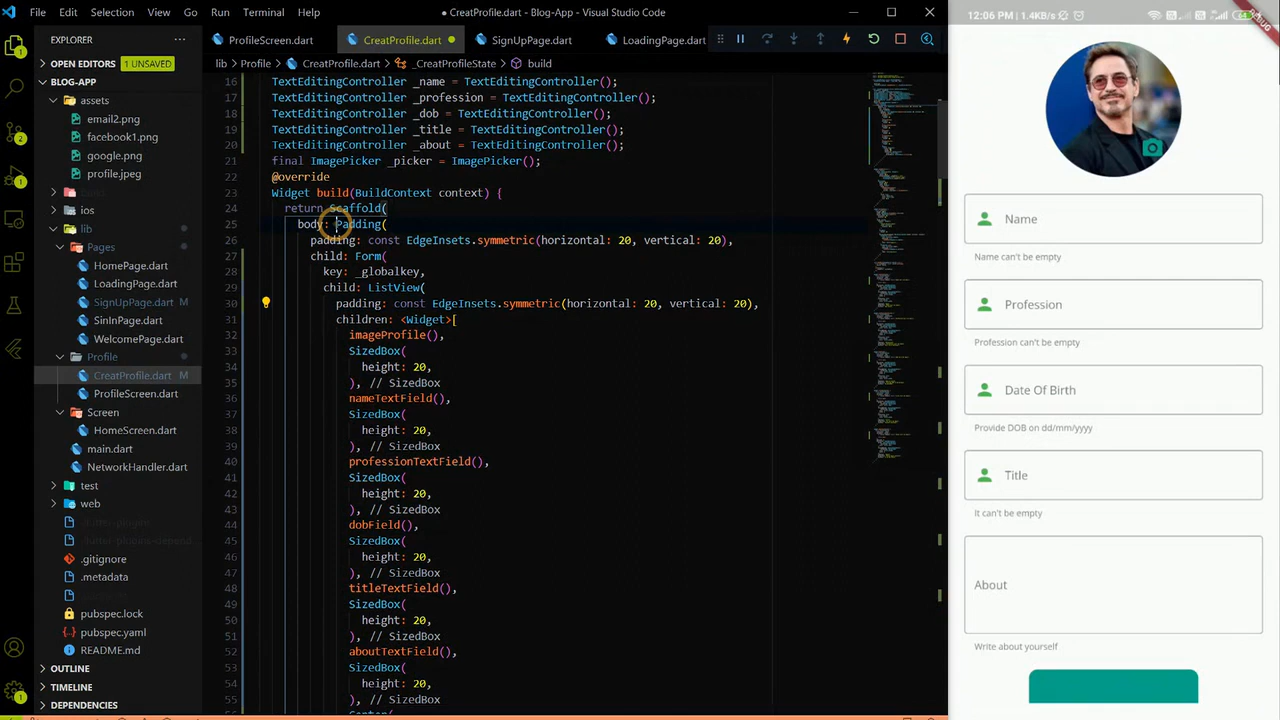 File Edit Selection View Go Run Terminal Help
● CreatProfile.dart - Blog-App - Visual Studio Code
EXPLORER
ProfileScreen.dart
CreatProfile.dart
SignUpPage.dart
LoadingPage.dart
OPEN EDITORS 1 UNSAVED
BLOG-APP
assets
email2.png
facebook1.png
google.png
profile.jpeg
ios
lib
Pages
HomePage.dart
LoadingPage.dart
SignUpPage.dart M
SinInPage.dart
WelcomePage.dart
Profile
CreatProfile.dart M
ProfileScreen.dart
Screen
HomeScreen.dart
main.dart
NetworkHandler.dart
test
web
.gitignore
.metadata
pubspec.lock
pubspec.yaml
README.md
OUTLINE
TIMELINE
DEPENDENCIES
lib > Profile > CreatProfile.dart > _CreatProfileState > build
16 TextEditingController _name = TextEditingController();
17 TextEditingController _profession = TextEditingController();
18 TextEditingController _dob = TextEditingController();
19 TextEditingController _title = TextEditingController();
20 TextEditingController _about = TextEditingController();
21 final ImagePicker _picker = ImagePicker();
22 @override
23 Widget build(BuildContext context) {
24 return Scaffold(
25 body: Padding(
26 padding: const EdgeInsets.symmetric(horizontal: 20, vertical: 20),
27 child: Form(
28 key: _globalkey,
29 child: ListView(
30 padding: const EdgeInsets.symmetric(horizontal: 20, vertical: 20),
31 children: <Widget>[
32 imageProfile(),
33 SizedBox(
34 height: 20,
35 ), // SizedBox
36 nameTextField(),
37 SizedBox(
38 height: 20,
39 ), // SizedBox
40 professionTextField(),
41 SizedBox(
42 height: 20,
43 ), // SizedBox
44 dobField(),
45 SizedBox(
46 height: 20,
47 ), // SizedBox
48 titleTextField(),
49 SizedBox(
50 height: 20,
51 ), // SizedBox
52 aboutTextField(),
53 SizedBox(
54 height: 20,
55 ), // SizedBox
12:06 PM | 1.4KB/s
Name
Name can't be empty
Profession
Profession can't be empty
Date Of Birth
Provide DOB on dd/mm/yyyy
Title
It can't be empty
About
Write about yourself